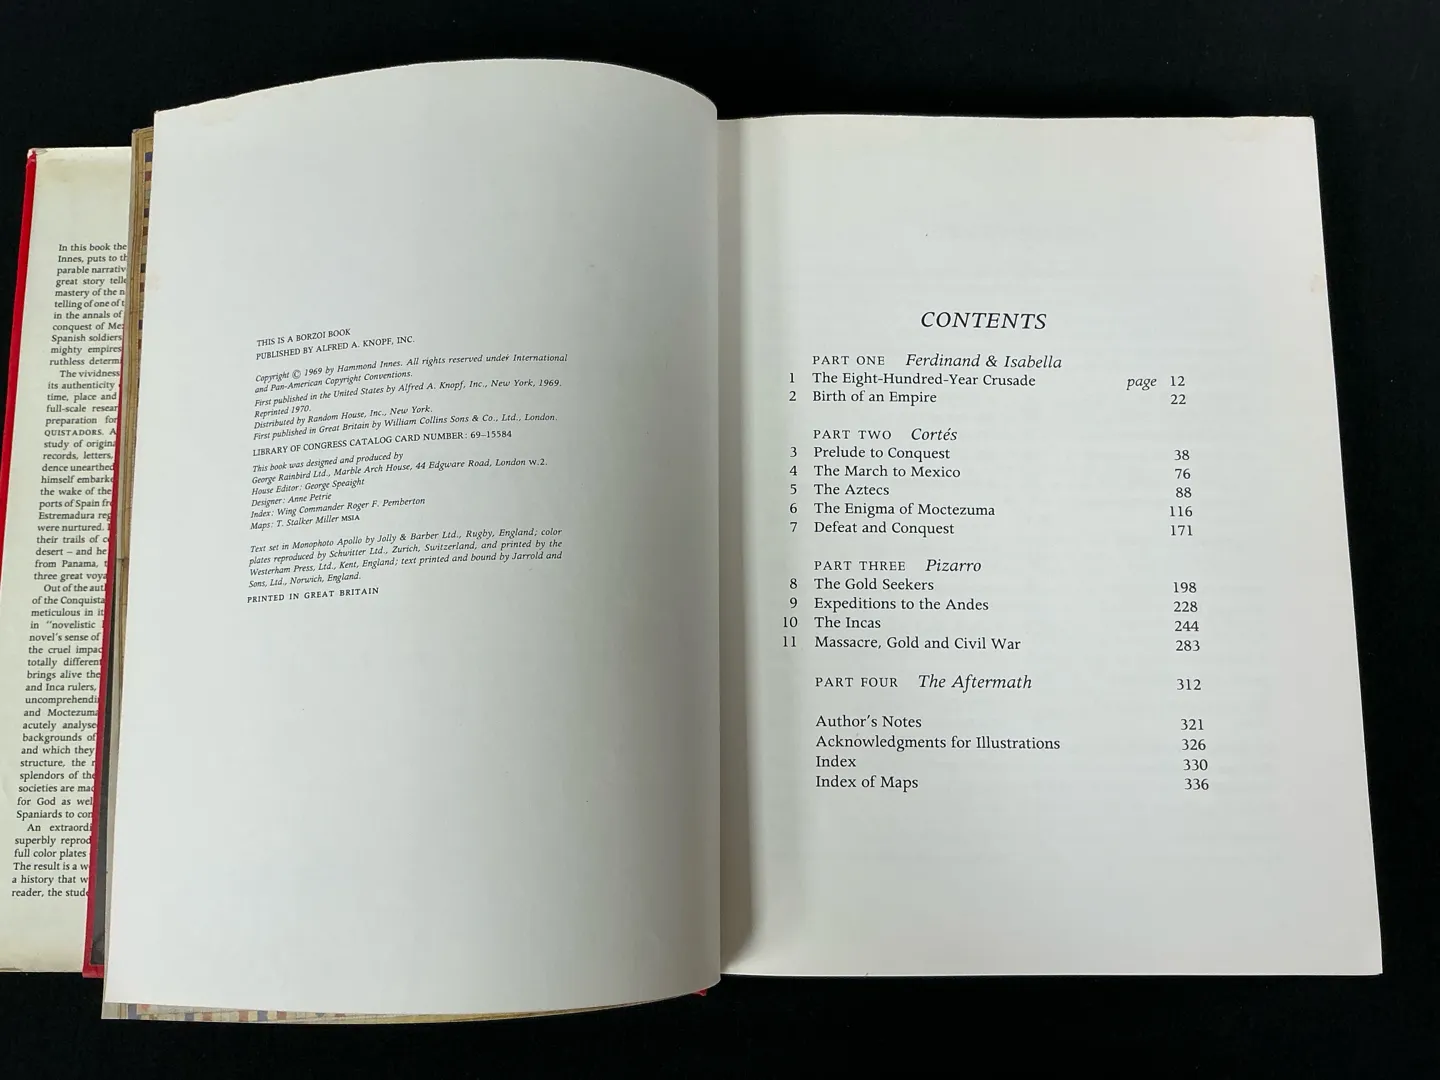 In this book the
Innes, puts to th
parable narrativ
great story telle
mastery of the n
telling of one of t
in the annals of
conquest of Me
Spanish soldiers
mighty empires
ruthless determ
The vividness
its authenticity
time, place and
full-scale resear
preparation for
QUISTADORS. A
study of origina
records, letters,
dence unearthed
himself embarke
the wake of the
ports of Spain fr
Estremadura reg
were nurtured.
their trails of c
desert – and he
from Panama, t
three great voya
Out of the aut
of the Conquista
meticulous in it
in "novelistic
novel's sense of
the cruel impac
totally different
brings alive the
and Inca rulers,
uncomprehendi
and Moctezuma
acutely analyse
backgrounds of
and which they
structure, the r
splendors of the
societies are mad
for God as wel
Spaniards to con
An extraordi
superbly reprod
full color plates
The result is a w
a history that w
reader, the stude
THIS IS A BORZOI BOOK
PUBLISHED BY ALFRED A. KNOPF, INC.
Copyright © 1969 by Hammond Innes. All rights reserved under International
and Pan-American Copyright Conventions.
First published in the United States by Alfred A. Knopf, Inc., New York, 1969.
Reprinted 1970.
Distributed by Random House, Inc., New York.
First published in Great Britain by William Collins Sons & Co., Ltd., London.
LIBRARY OF CONGRESS CATALOG CARD NUMBER: 69-15584
This book was designed and produced by
George Rainbird Ltd., Marble Arch House, 44 Edgware Road, London W.2.
House Editor: George Speaight
Designer: Anne Petrie
Index: Wing Commander Roger F. Pemberton
Maps: T. Stalker Miller MSIA
Text set in Monophoto Apollo by Jolly & Barber Ltd., Rugby, England; color
plates reproduced by Schwitter Ltd., Zurich, Switzerland, and printed by the
Westerham Press, Ltd., Kent, England; text printed and bound by Jarrold and
Sons, Ltd., Norwich, England.
PRINTED IN GREAT BRITAIN
CONTENTS
PART ONE Ferdinand & Isabella
1 The Eight-Hundred-Year Crusade page 12
2 Birth of an Empire 22
PART TWO Cortés
3 Prelude to Conquest 38
4 The March to Mexico 76
5 The Aztecs 88
6 The Enigma of Moctezuma 116
7 Defeat and Conquest 171
PART THREE Pizarro
8 The Gold Seekers 198
9 Expeditions to the Andes 228
10 The Incas 244
11 Massacre, Gold and Civil War 283
PART FOUR The Aftermath 312
Author's Notes 321
Acknowledgments for Illustrations 326
Index 330
Index of Maps 336